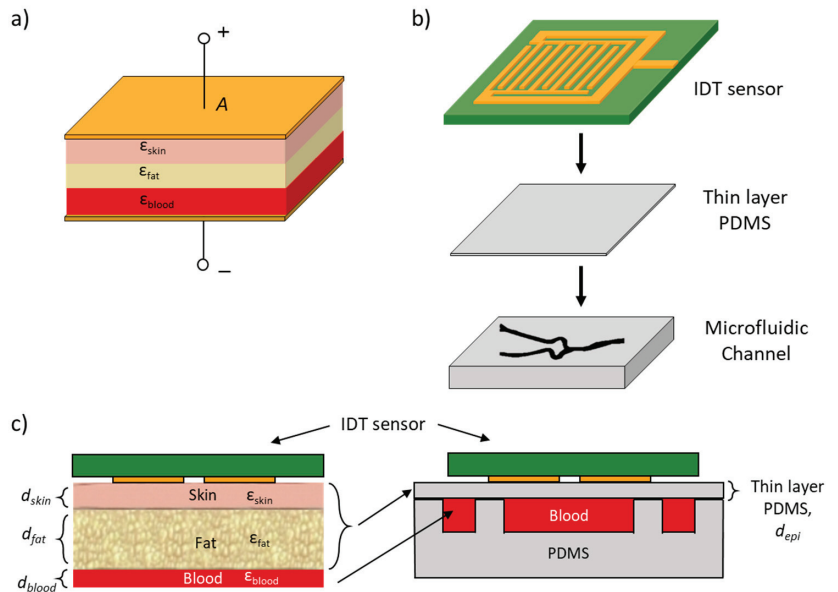 a)
+
A
εskin
εfat
εblood
–
b)
IDT sensor
Thin layer
PDMS
Microfluidic
Channel
c)
IDT sensor
dskin
Skin εskin
dfat
Fat εfat
dblood
Blood εblood
Blood
PDMS
Thin layer
PDMS,
depi